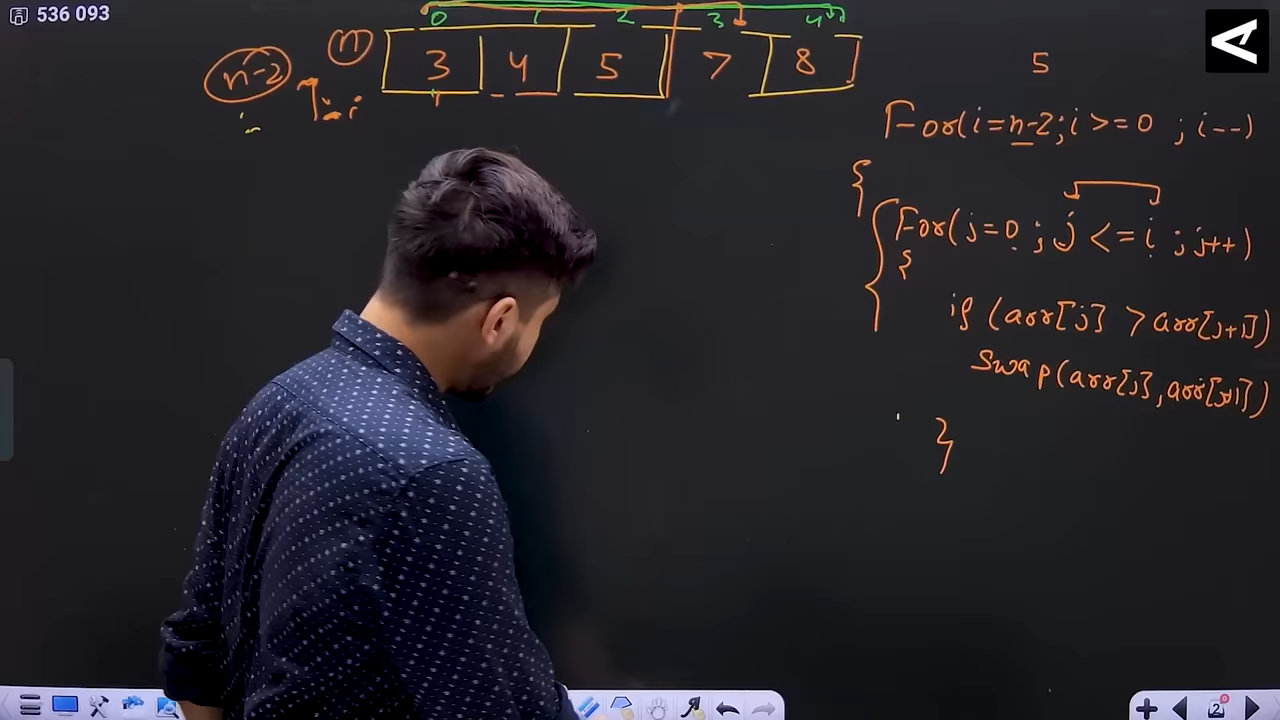 536 093
0 1 2 3 4
n-2 n 3 4 5 7 8
5
For(i=n-2;i >=0 ; i--)
{
For(j=0 ; j <= i ; j++)
{
if (arr[j] > arr[j+1])
Swap(arr[j], arr[j+1])
}
2